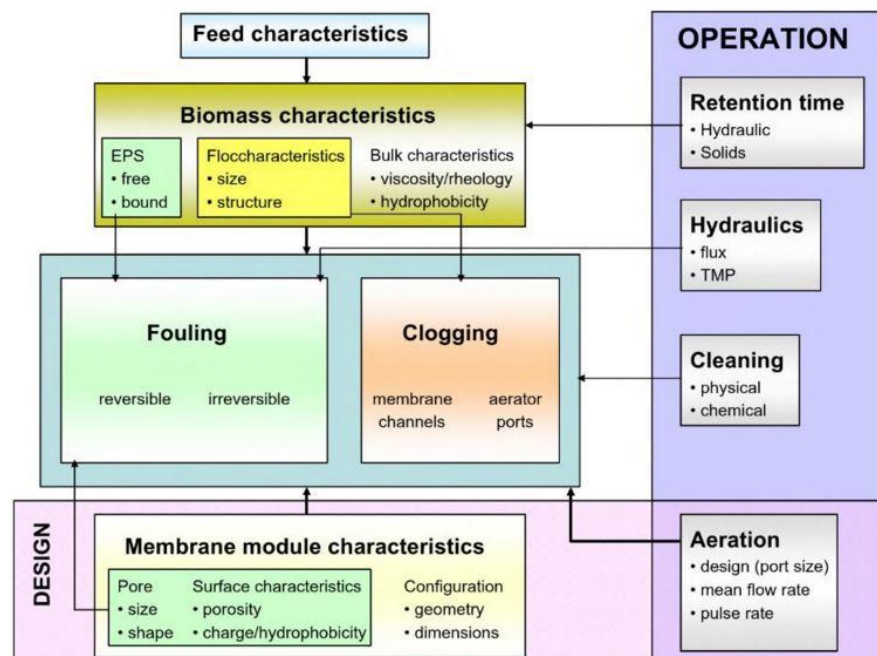 Feed characteristics
OPERATION
Biomass characteristics
EPS
• free
• bound
Floccharacteristics
• size
• structure
Bulk characteristics
• viscosity/rheology
• hydrophobicity
Retention time
• Hydraulic
• Solids
Hydraulics
• flux
• TMP
Fouling
reversible irreversible
Clogging
membrane
channels
aerator
ports
Cleaning
• physical
• chemical
DESIGN
Membrane module characteristics
Pore
• size
• shape
Surface characteristics
• porosity
• charge/hydrophobicity
Configuration
• geometry
• dimensions
Aeration
• design (port size)
• mean flow rate
• pulse rate